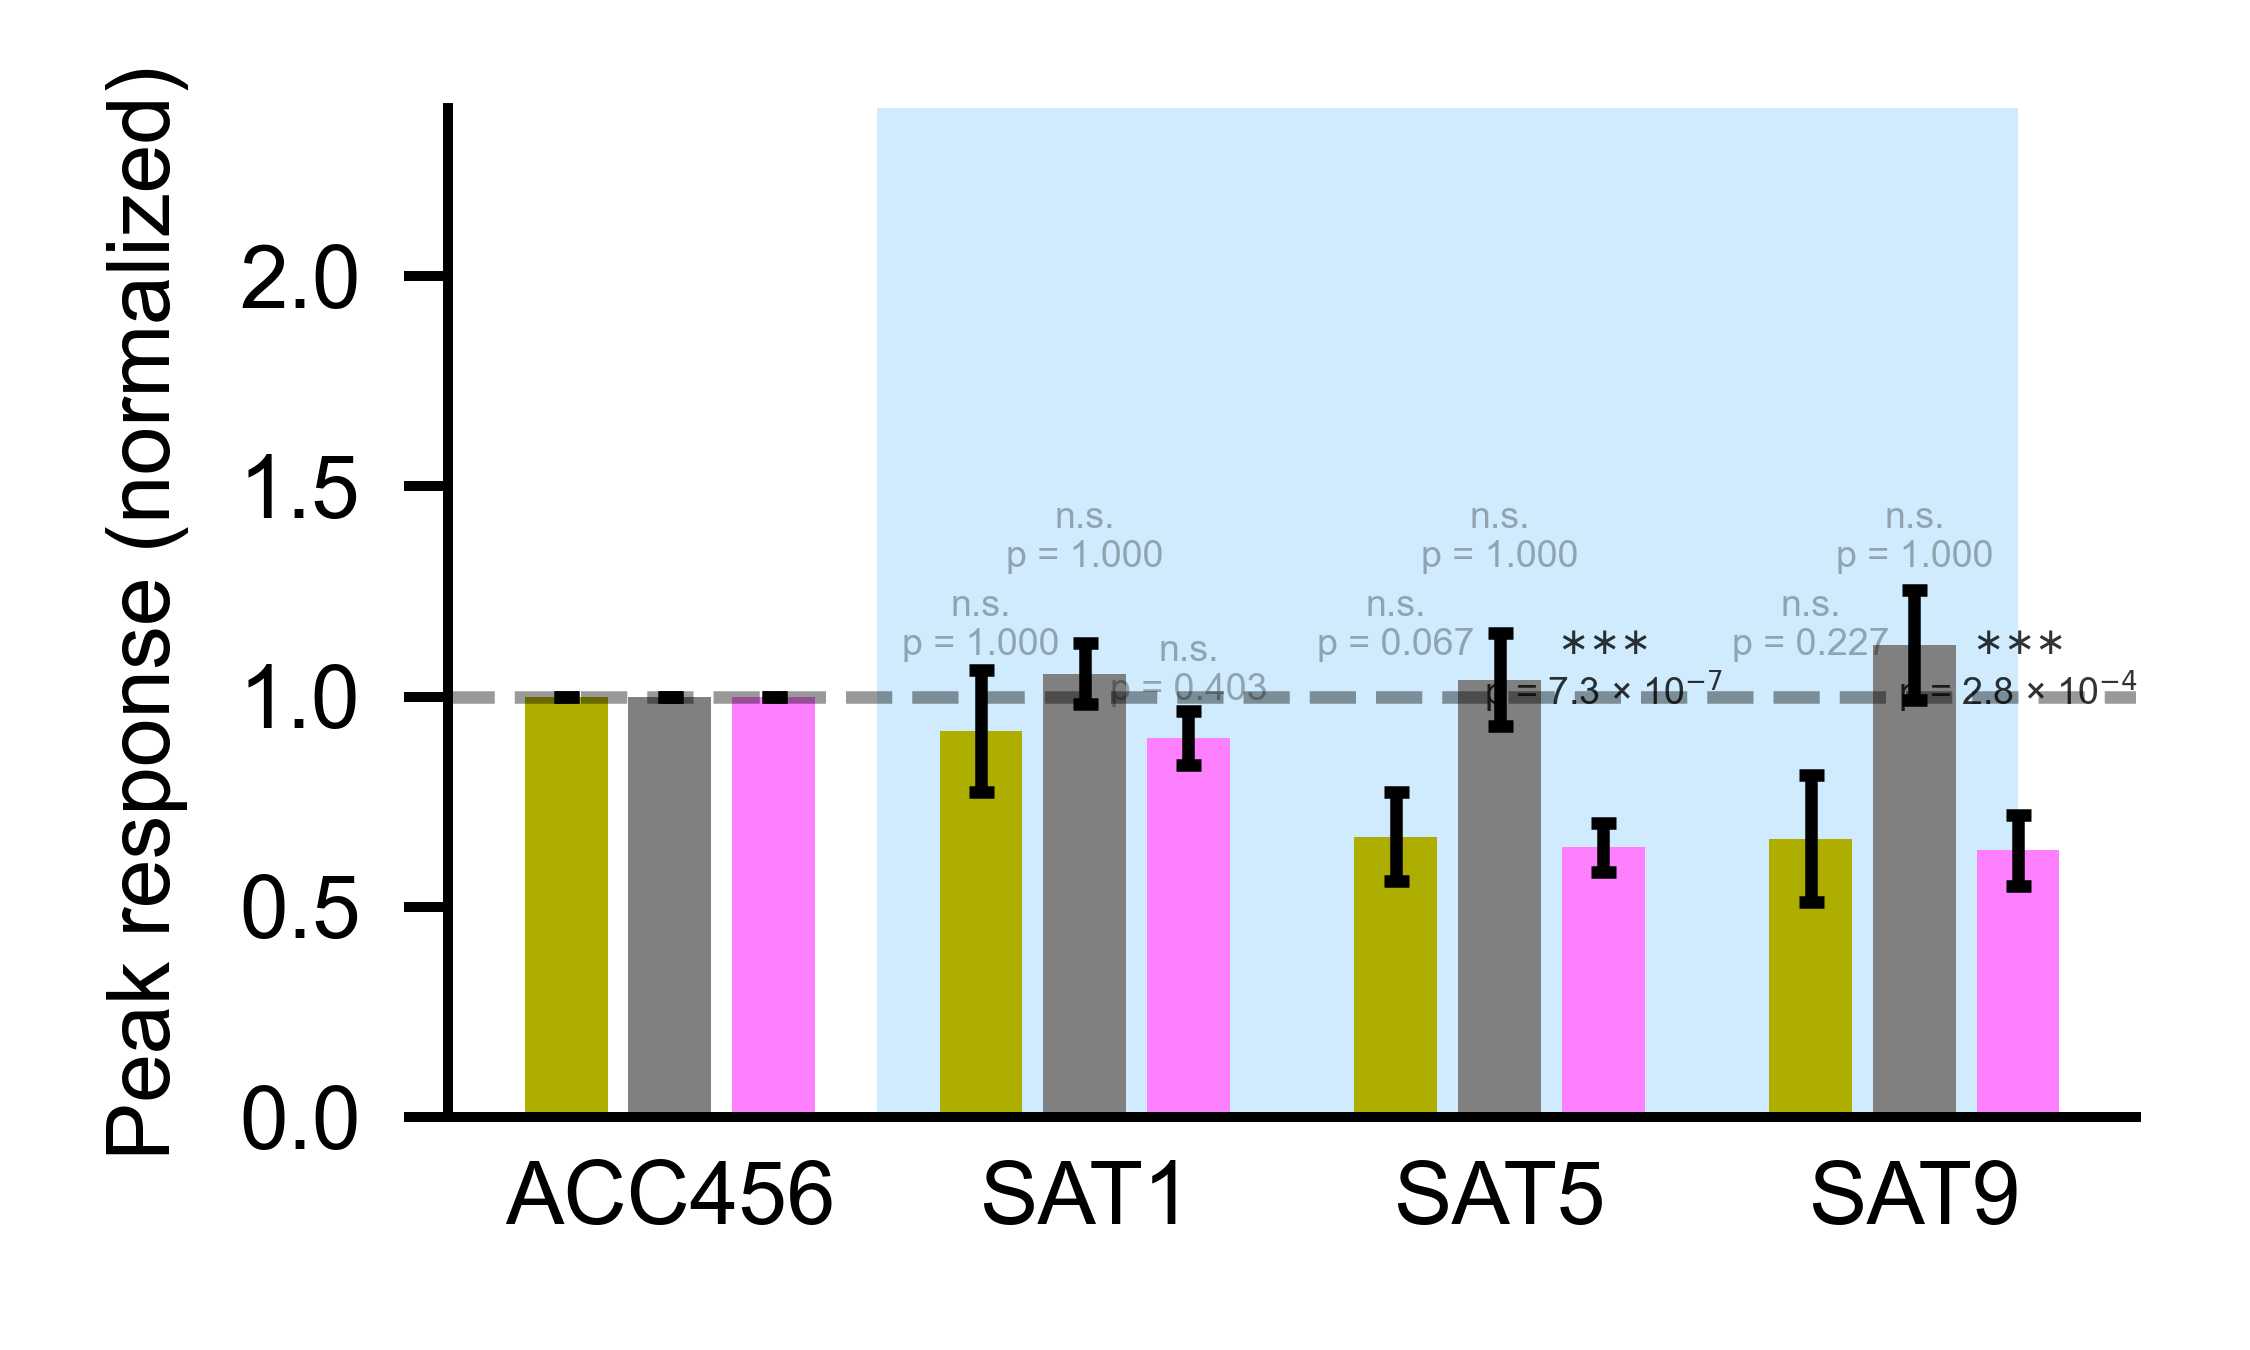 Peak response (normalized)
2.0
1.5
1.0
0.5
0.0
n.s.
p = 1.000
n.s.
p = 1.000
n.s.
p = 0.403
n.s.
p = 0.067
n.s.
p = 1.000
***
p = 7.3 × 10⁻⁷
n.s.
p = 0.227
n.s.
p = 1.000
***
p = 2.8 × 10⁻⁴
ACC456
SAT1
SAT5
SAT9